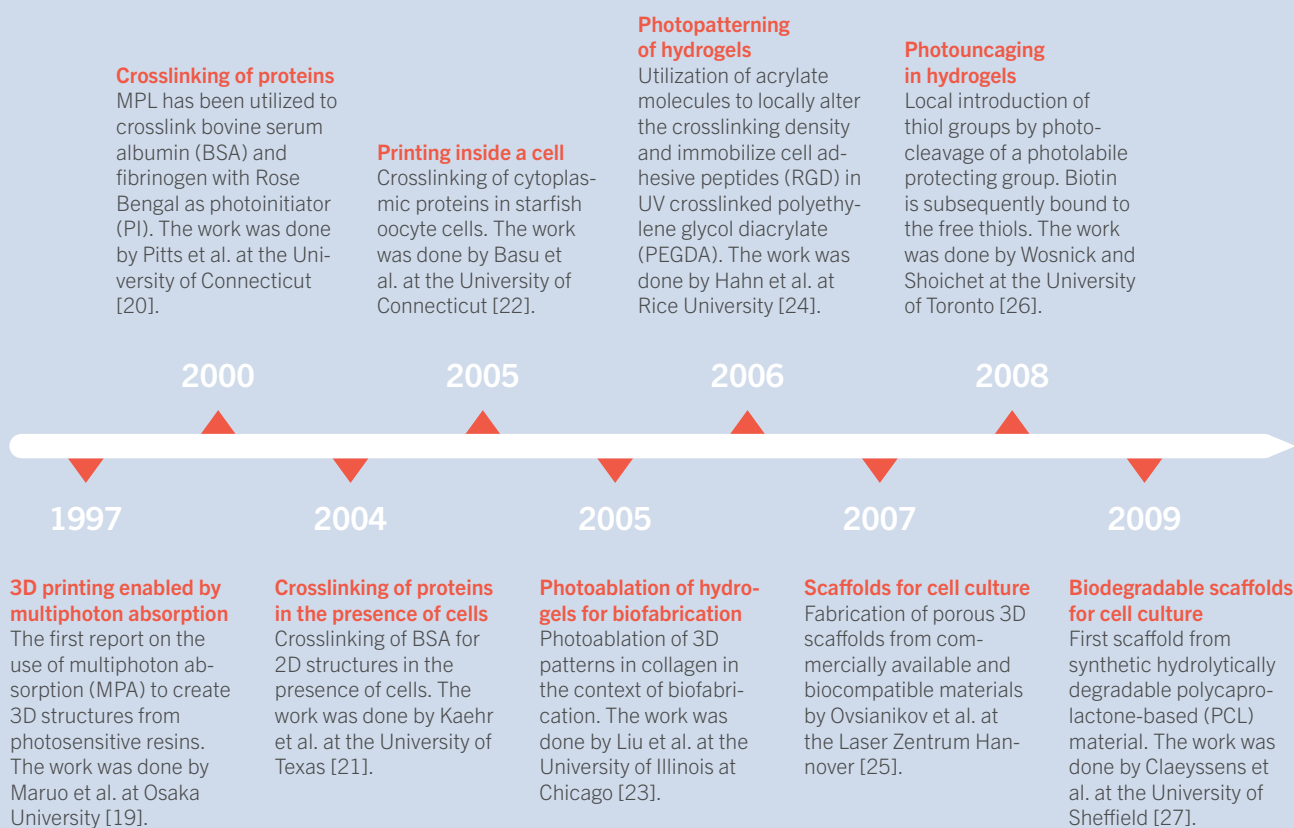 Crosslinking of proteins
MPL has been utilized to
crosslink bovine serum
albumin (BSA) and
fibrinogen with Rose
Bengal as photoinitiator
(PI). The work was done
by Pitts et al. at the Uni-
versity of Connecticut
[20].
Printing inside a cell
Crosslinking of cytoplas-
mic proteins in starfish
oocyte cells. The work
was done by Basu et
al. at the University of
Connecticut [22].
Photopatterning
of hydrogels
Utilization of acrylate
molecules to locally alter
the crosslinking density
and immobilize cell ad-
hesive peptides (RGD) in
UV crosslinked polyethy-
lene glycol diacrylate
(PEGDA). The work was
done by Hahn et al. at
Rice University [24].
Photouncaging
in hydrogels
Local introduction of
thiol groups by photo-
cleavage of a photolabile
protecting group. Biotin
is subsequently bound to
the free thiols. The work
was done by Wosnick and
Shoichet at the University
of Toronto [26].
2000
2005
2006
2008
1997
2004
2005
2007
2009
3D printing enabled by
multiphoton absorption
The first report on the
use of multiphoton ab-
sorption (MPA) to create
3D structures from
photosensitive resins.
The work was done by
Maruo et al. at Osaka
University [19].
Crosslinking of proteins
in the presence of cells
Crosslinking of BSA for
2D structures in the
presence of cells. The
work was done by Kaehr
et al. at the University of
Texas [21].
Photoablation of hydro-
gels for biofabrication
Photoablation of 3D
patterns in collagen in
the context of biofabri-
cation. The work was
done by Liu et al. at the
University of Illinois at
Chicago [23].
Scaffolds for cell culture
Fabrication of porous 3D
scaffolds from com-
mercially available and
biocompatible materials
by Ovsianikov et al. at
the Laser Zentrum Han-
nover [25].
Biodegradable scaffolds
for cell culture
First scaffold from
synthetic hydrolytically
degradable polycapro-
lactone-based (PCL)
material. The work was
done by Claeyssens et
al. at the University of
Sheffield [27].